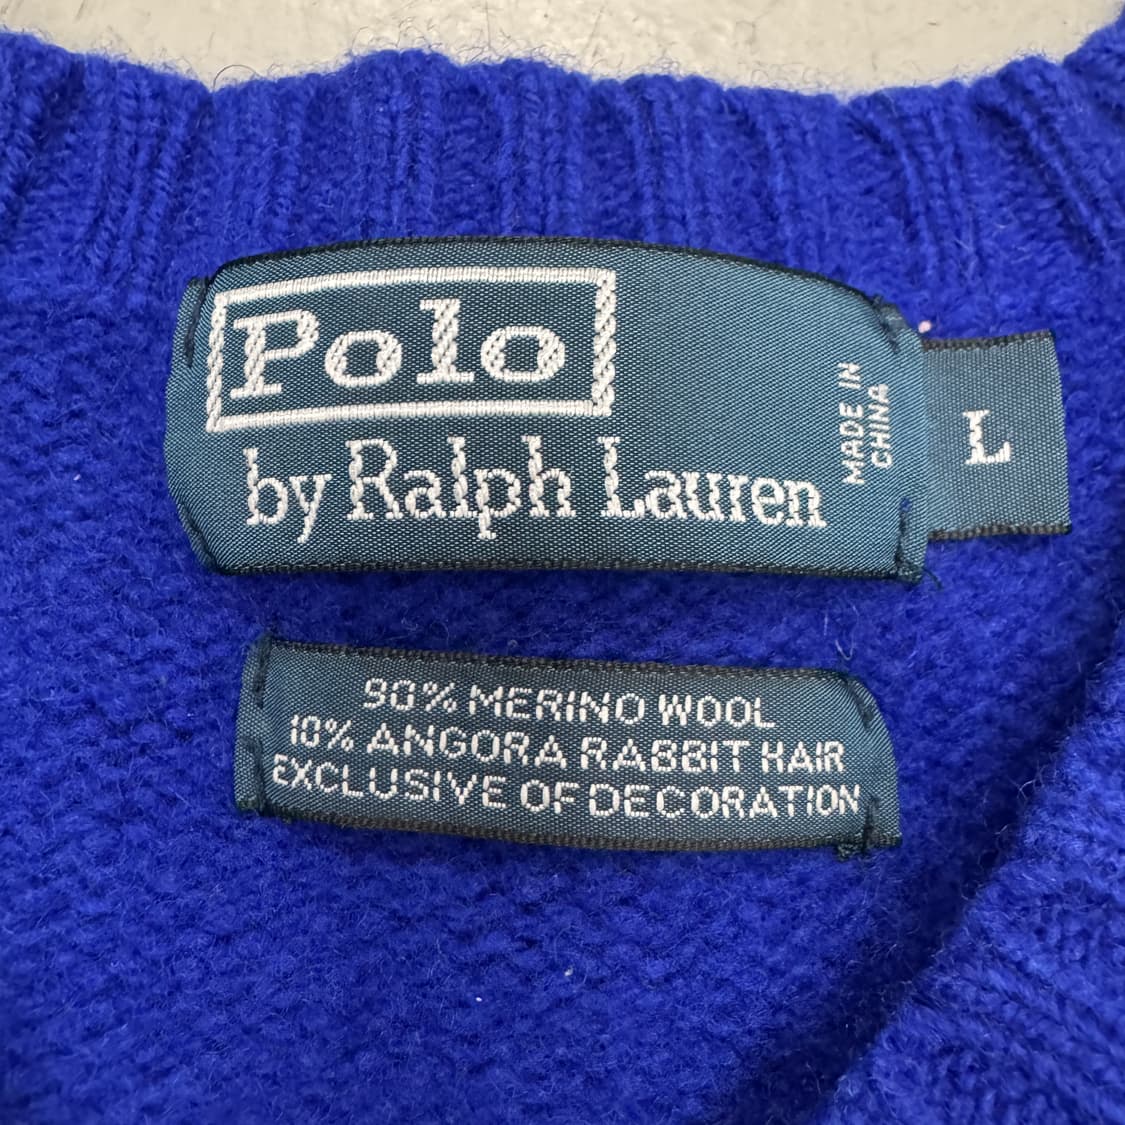 Polo
by Ralph Lauren
MADE IN
CHINA
L
90% MERINO WOOL
10% ANGORA RABBIT HAIR
EXCLUSIVE OF DECORATION